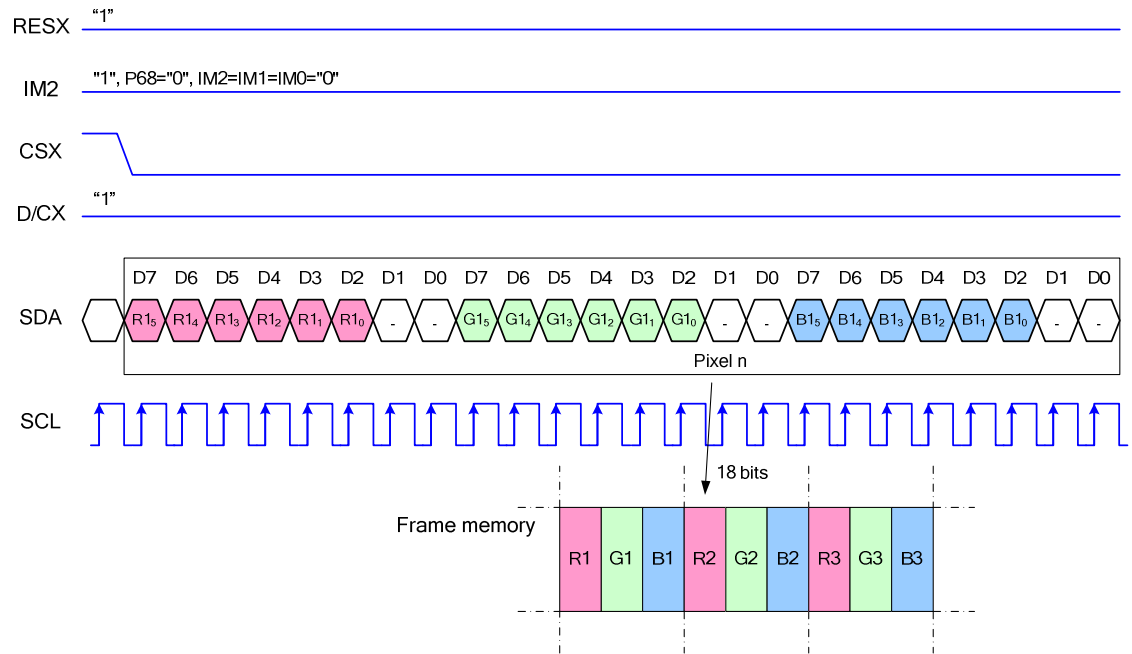 RESX “1”
IM2 "1", P68="0", IM2=IM1=IM0="0"
CSX
D/CX “1”
D7 D6 D5 D4 D3 D2 D1 D0 D7 D6 D5 D4 D3 D2 D1 D0 D7 D6 D5 D4 D3 D2 D1 D0
SDA R1₅ R1₄ R1₃ R1₂ R1₁ R1₀ - - G1₅ G1₄ G1₃ G1₂ G1₁ G1₀ - - B1₅ B1₄ B1₃ B1₂ B1₁ B1₀ - -
Pixel n
SCL
18 bits
Frame memory
R1 G1 B1 R2 G2 B2 R3 G3 B3